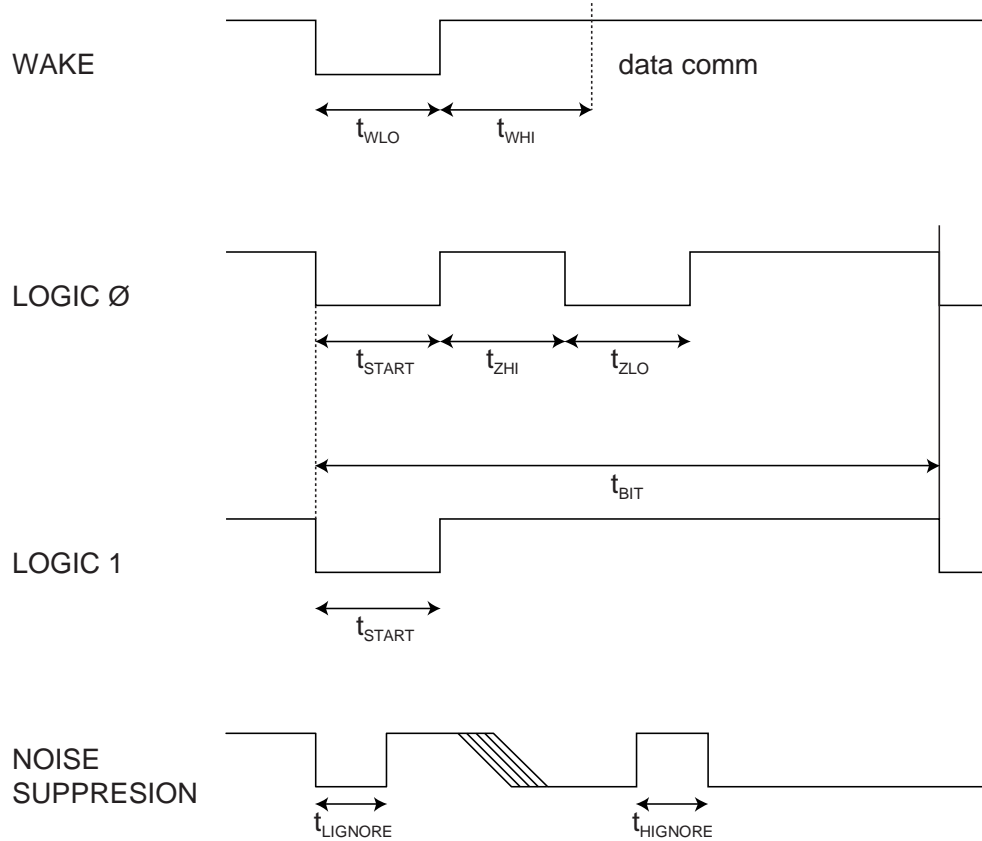 WAKE
data comm
tWLO
tWHI
LOGIC Ø
tSTART
tZHI
tZLO
tBIT
LOGIC 1
tSTART
NOISE
SUPPRESION
tLIGNORE
tHIGNORE